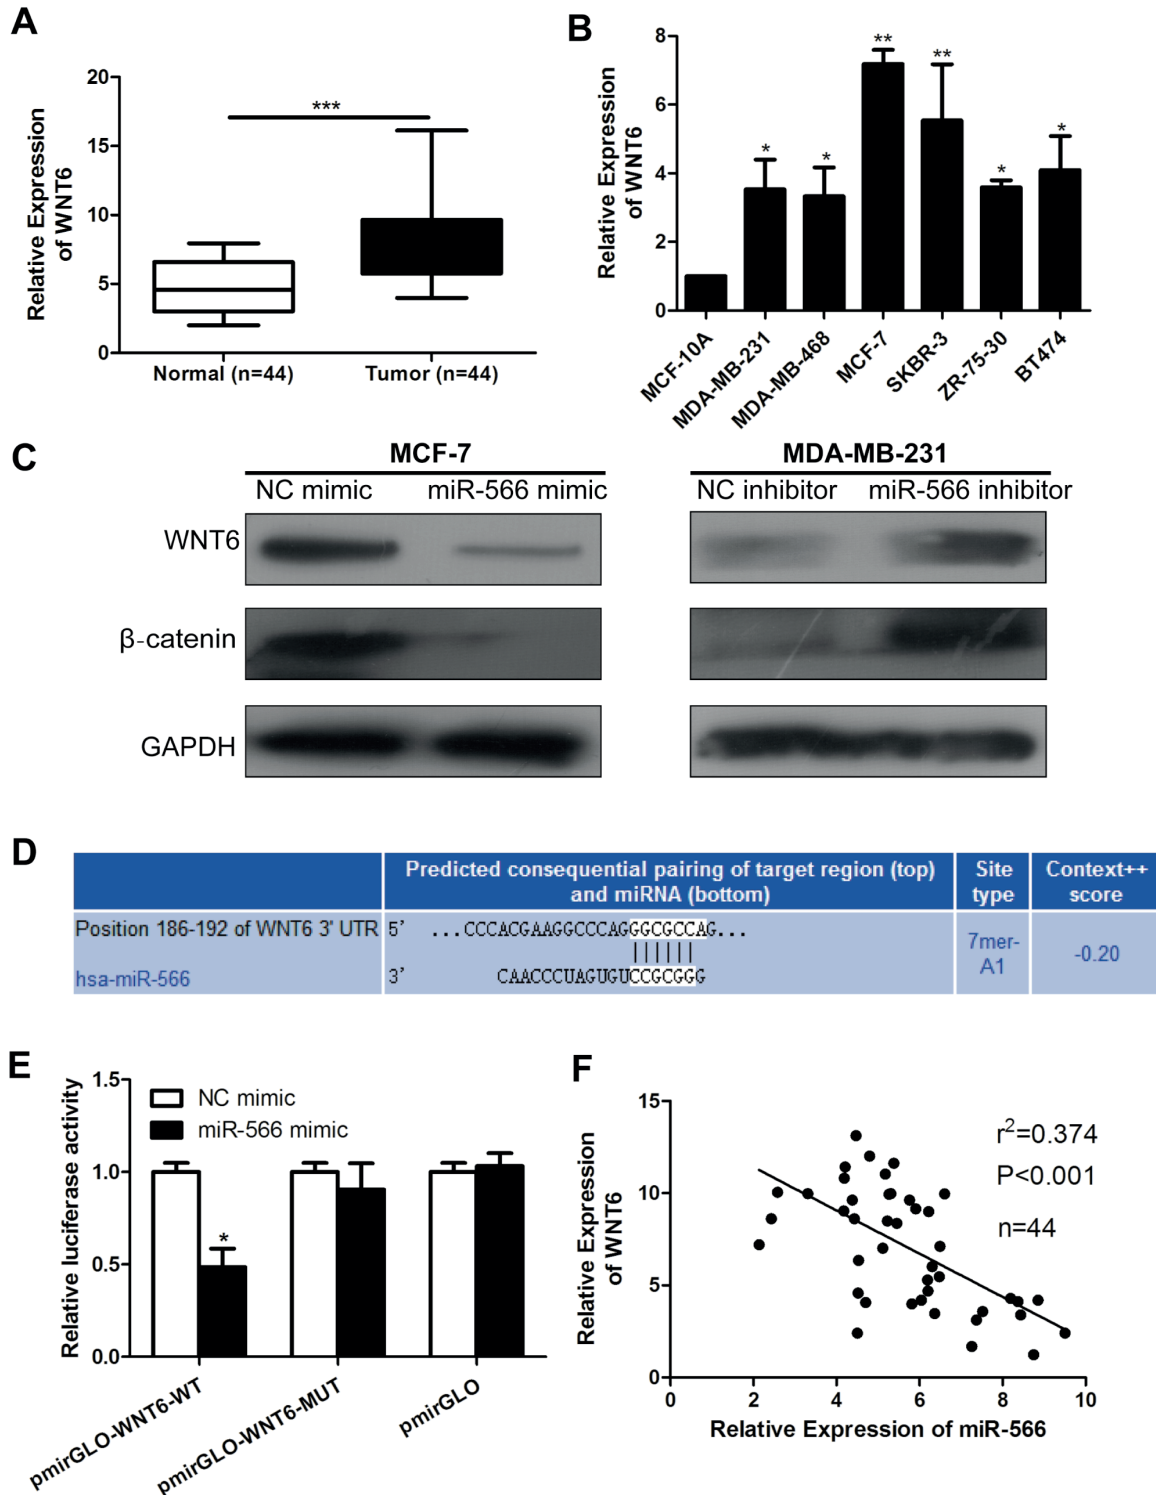 A
20
15
10
5
0
Relative Expression
of WNT6
***
Normal (n=44)
Tumor (n=44)
B
8
6
4
2
0
Relative Expression
of WNT6
*
*
**
**
*
*
MCF-10A
MDA-MB-231
MDA-MB-468
MCF-7
SKBR-3
ZR-75-30
BT474
C
MCF-7
MDA-MB-231
NC mimic
miR-566 mimic
NC inhibitor
miR-566 inhibitor
WNT6
β-catenin
GAPDH
D
Predicted consequential pairing of target region (top)
and miRNA (bottom)
Site
type
Context++
score
Position 186-192 of WNT6 3' UTR
5' ...CCCACGAAGGCCCAGGGCGCCAG...
hsa-miR-566
3' CAACCCUAGUGUCCGCGGG
7mer-
A1
-0.20
E
1.5
1.0
0.5
0.0
Relative luciferase activity
NC mimic
miR-566 mimic
*
pmirGLO-WNT6-WT
pmirGLO-WNT6-MUT
pmirGLO
F
15
10
5
0
Relative Expression
of WNT6
r²=0.374
P<0.001
n=44
0
2
4
6
8
10
Relative Expression of miR-566